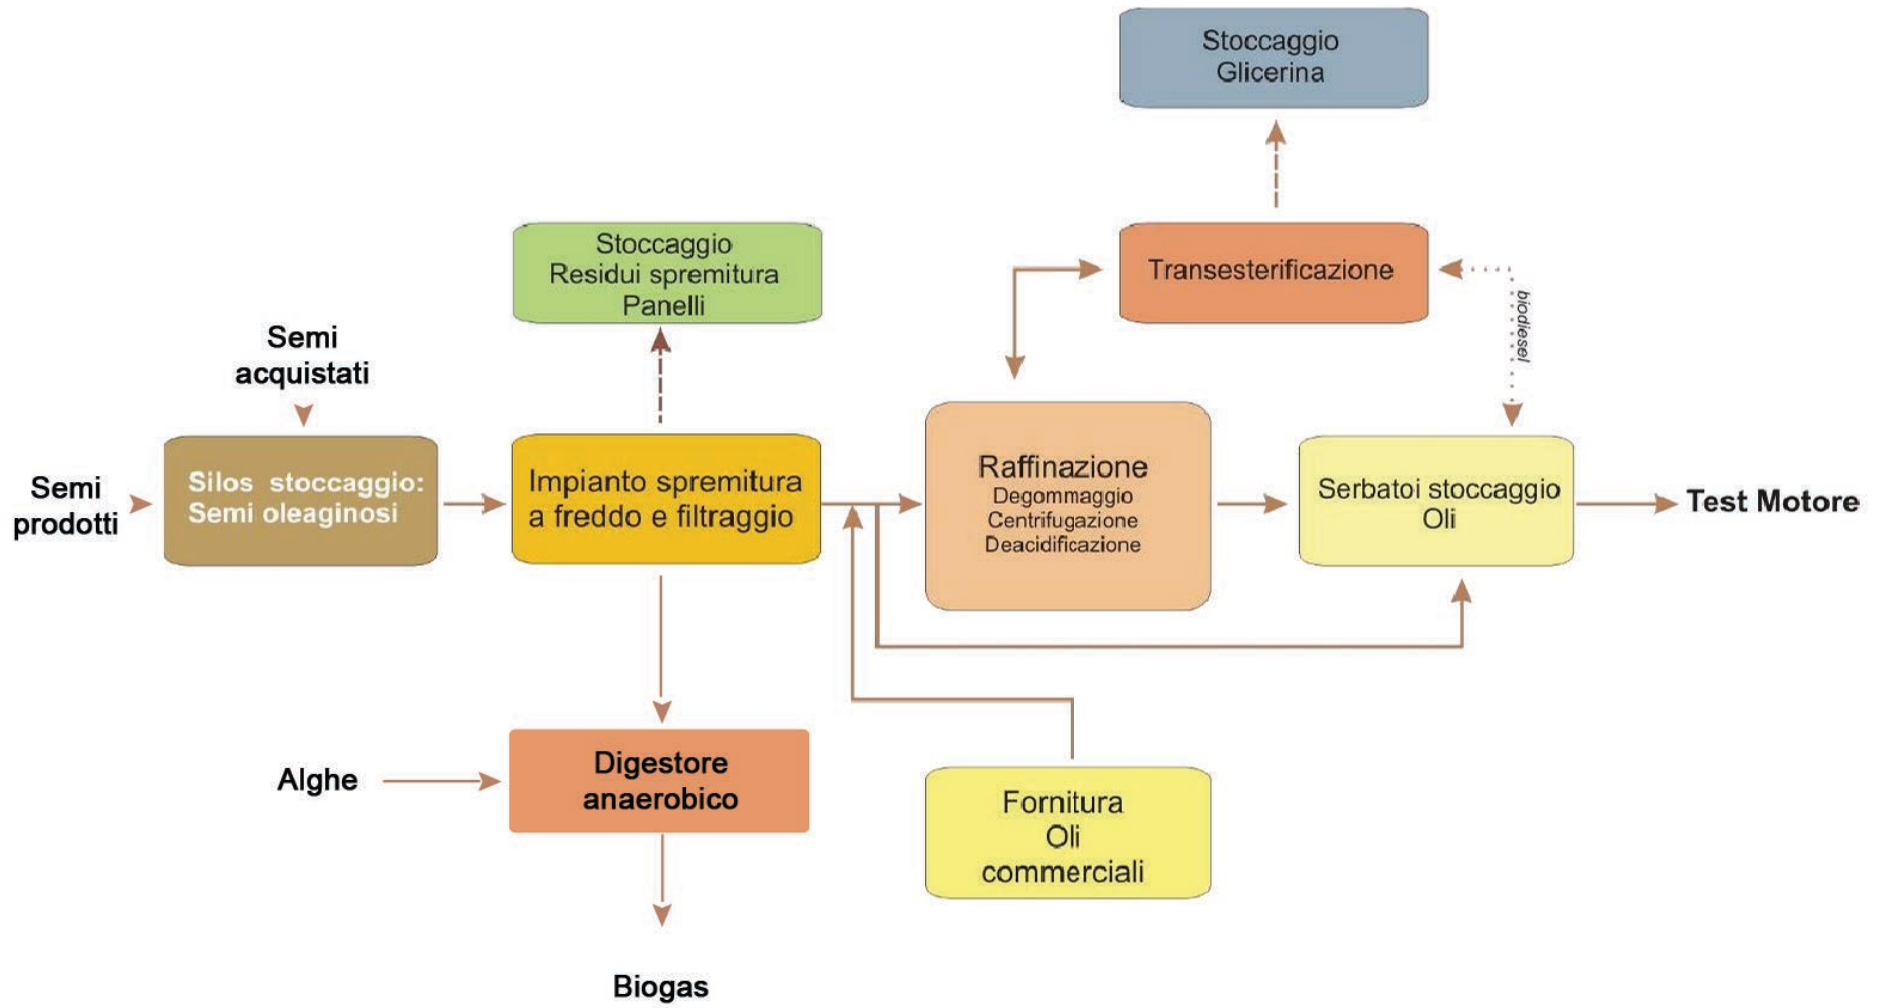 Stoccaggio
Glicerina
Stoccaggio
Residui spremitura
Panelli
Transesterificazione
biodiesel
Semi
acquistati
Semi
prodotti
Silos stoccaggio:
Semi oleaginosi
Impianto spremitura
a freddo e filtraggio
Raffinazione
Degommaggio
Centrifugazione
Deacidificazione
Serbatoi stoccaggio
Oli
Test Motore
Alghe
Digestore
anaerobico
Fornitura
Oli
commerciali
Biogas